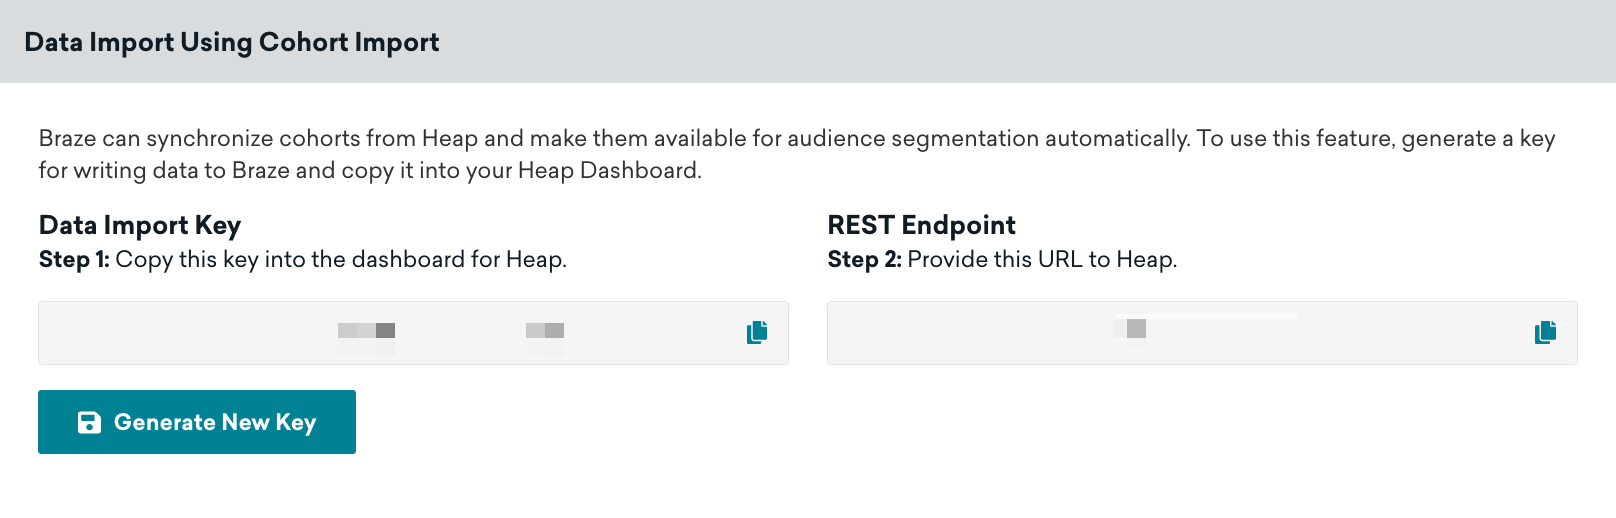 Data Import Using Cohort Import
Braze can synchronize cohorts from Heap and make them available for audience segmentation automatically. To use this feature, generate a key
for writing data to Braze and copy it into your Heap Dashboard.
Data Import Key
Step 1: Copy this key into the dashboard for Heap.
REST Endpoint
Step 2: Provide this URL to Heap.
Generate New Key